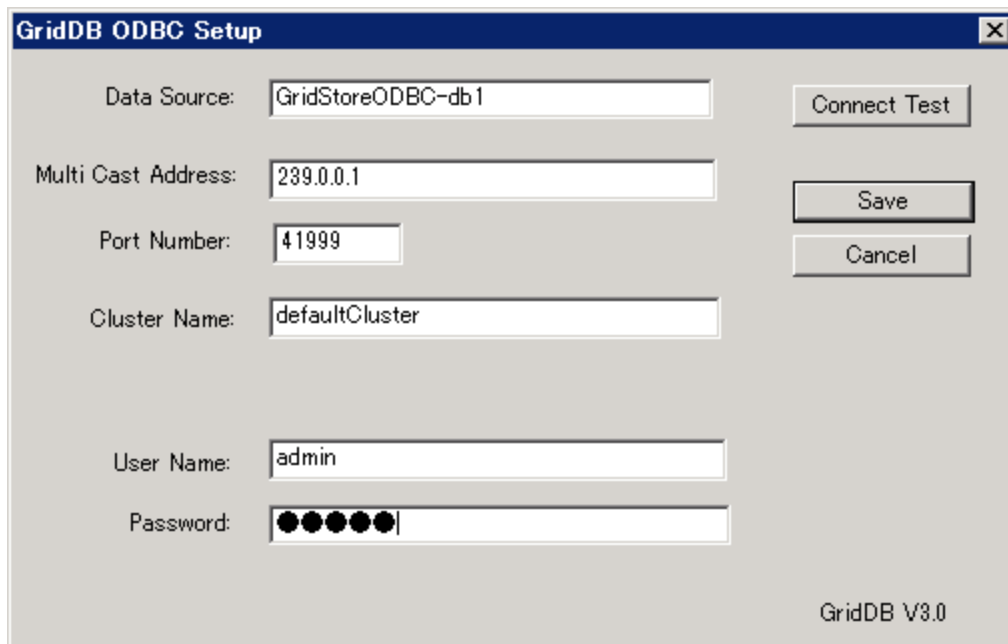 GridDB ODBC Setup
Data Source: GridStoreODBC-db1
Connect Test
Multi Cast Address: 239.0.0.1
Save
Port Number: 41999
Cancel
Cluster Name: defaultCluster
User Name: admin
Password: ●●●●●
GridDB V3.0